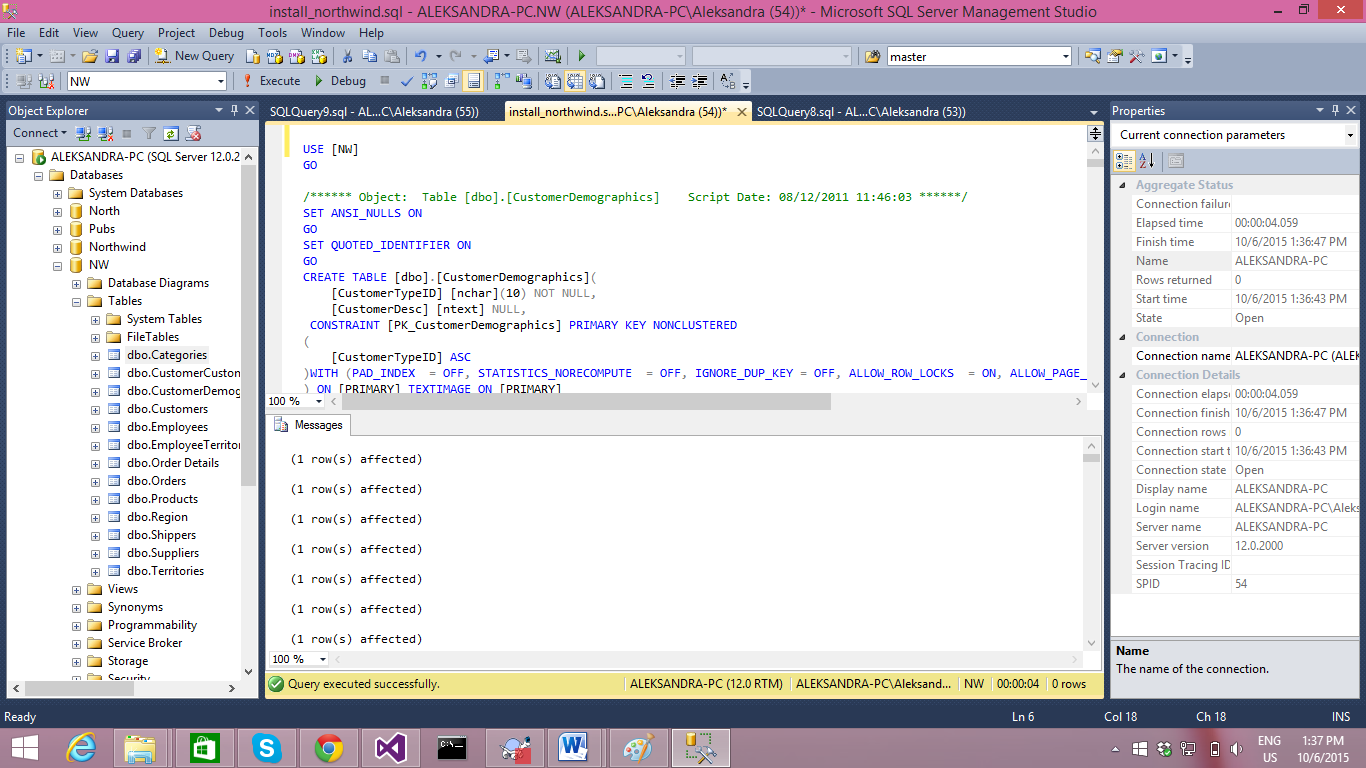 install_northwind.sql - ALEKSANDRA-PC.NW (ALEKSANDRA-PC\Aleksandra (54))* - Microsoft SQL Server Management Studio
File Edit View Query Project Debug Tools Window Help
New Query master
NW Execute Debug
Object Explorer
Connect
ALEKSANDRA-PC (SQL Server 12.0.2
Databases
System Databases
North
Pubs
Northwind
NW
Database Diagrams
Tables
System Tables
FileTables
dbo.Categories
dbo.CustomerCustom
dbo.CustomerDemog
dbo.Customers
dbo.Employees
dbo.EmployeeTerritor
dbo.Order Details
dbo.Orders
dbo.Products
dbo.Region
dbo.Shippers
dbo.Suppliers
dbo.Territories
Views
Synonyms
Programmability
Service Broker
Storage
Security
SQLQuery9.sql - AL...C\Aleksandra (55)) install_northwind.s...PC\Aleksandra (54))* SQLQuery8.sql - AL...C\Aleksandra (53))
USE [NW]
GO
/****** Object:  Table [dbo].[CustomerDemographics]    Script Date: 08/12/2011 11:46:03 ******/
SET ANSI_NULLS ON
GO
SET QUOTED_IDENTIFIER ON
GO
CREATE TABLE [dbo].[CustomerDemographics](
[CustomerTypeID] [nchar](10) NOT NULL,
[CustomerDesc] [ntext] NULL,
CONSTRAINT [PK_CustomerDemographics] PRIMARY KEY NONCLUSTERED
(
[CustomerTypeID] ASC
)WITH (PAD_INDEX  = OFF, STATISTICS_NORECOMPUTE  = OFF, IGNORE_DUP_KEY = OFF, ALLOW_ROW_LOCKS  = ON, ALLOW_PAGE_
) ON [PRIMARY] TEXTIMAGE_ON [PRIMARY]
100 %
Messages
(1 row(s) affected)
(1 row(s) affected)
(1 row(s) affected)
(1 row(s) affected)
(1 row(s) affected)
(1 row(s) affected)
(1 row(s) affected)
100 %
Query executed successfully. ALEKSANDRA-PC (12.0 RTM) ALEKSANDRA-PC\Aleksand... NW 00:00:04 0 rows
Properties
Current connection parameters
Aggregate Status
Connection failure
Elapsed time 00:00:04.059
Finish time 10/6/2015 1:36:47 PM
Name ALEKSANDRA-PC
Rows returned 0
Start time 10/6/2015 1:36:43 PM
State Open
Connection
Connection name ALEKSANDRA-PC (ALEK
Connection Details
Connection elapse 00:00:04.059
Connection finish 10/6/2015 1:36:47 PM
Connection rows 0
Connection start t 10/6/2015 1:36:43 PM
Connection state Open
Display name ALEKSANDRA-PC
Login name ALEKSANDRA-PC\Aleks
Server name ALEKSANDRA-PC
Server version 12.0.2000
Session Tracing ID
SPID 54
Name
The name of the connection.
Ready Ln 6 Col 18 Ch 18 INS
ENG 1:37 PM
US 10/6/2015